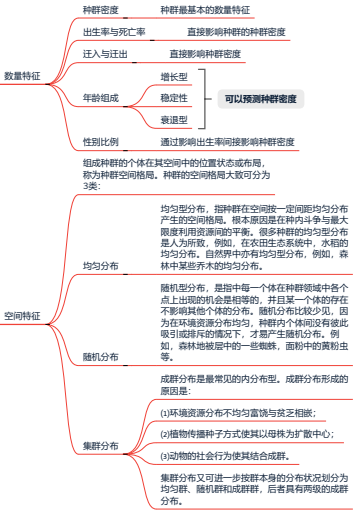 种群密度
种群最基本的数量特征
出生率与死亡率
直接影响种群的种群密度
迁入与迁出
直接影响种群密度
数量特征
年龄组成
增长型
稳定性
衰退型
可以预测种群密度
性别比例
通过影响出生率间接影响种群密度
组成种群的个体在其空间中的位置状态或布局，
称为种群空间格局。种群的空间格局大致可分为
3类：
均匀型分布，指种群在空间按一定间距均匀分布
产生的空间格局。根本原因是在种内斗争与最大
限度利用资源间的平衡。很多种群的均匀型分布
是人为所致，例如，在农田生态系统中，水稻的
均匀分布。自然界中亦有均匀型分布，例如，森
林中某些乔木的均匀分布。
均匀分布
随机型分布，是指中每一个体在种群领域中各个
点上出现的机会是相等的，并且某一个体的存在
不影响其他个体的分布。随机分布比较少见，因
为在环境资源分布均匀，种群内个体间没有彼此
吸引或排斥的情况下，才易产生随机分布。例
如，森林地被层中的一些蜘蛛，面粉中的黄粉虫
等。
空间特征
随机分布
成群分布是最常见的内分布型。成群分布形成的
原因是：
(1)环境资源分布不均匀富饶与贫乏相嵌；
(2)植物传播种子方式使其以母株为扩散中心；
集群分布
(3)动物的社会行为使其结合成群。
集群分布又可进一步按群本身的分布状况划分为
均匀群、随机群和成群群，后者具有两级的成群
分布。